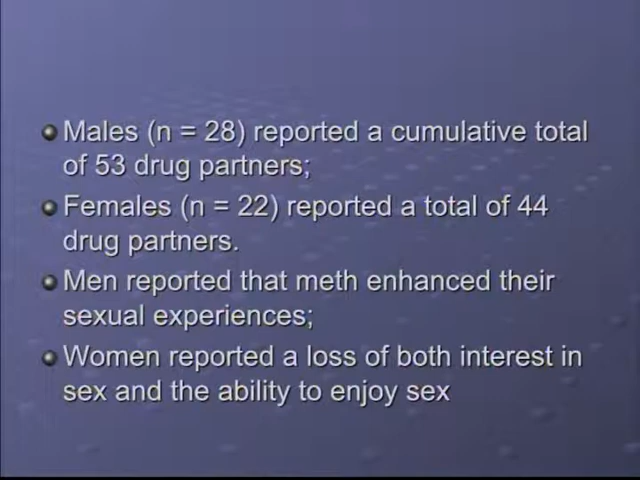 Males (n = 28) reported a cumulative total
of 53 drug partners;
Females (n = 22) reported a total of 44
drug partners.
Men reported that meth enhanced their
sexual experiences;
Women reported a loss of both interest in
sex and the ability to enjoy sex